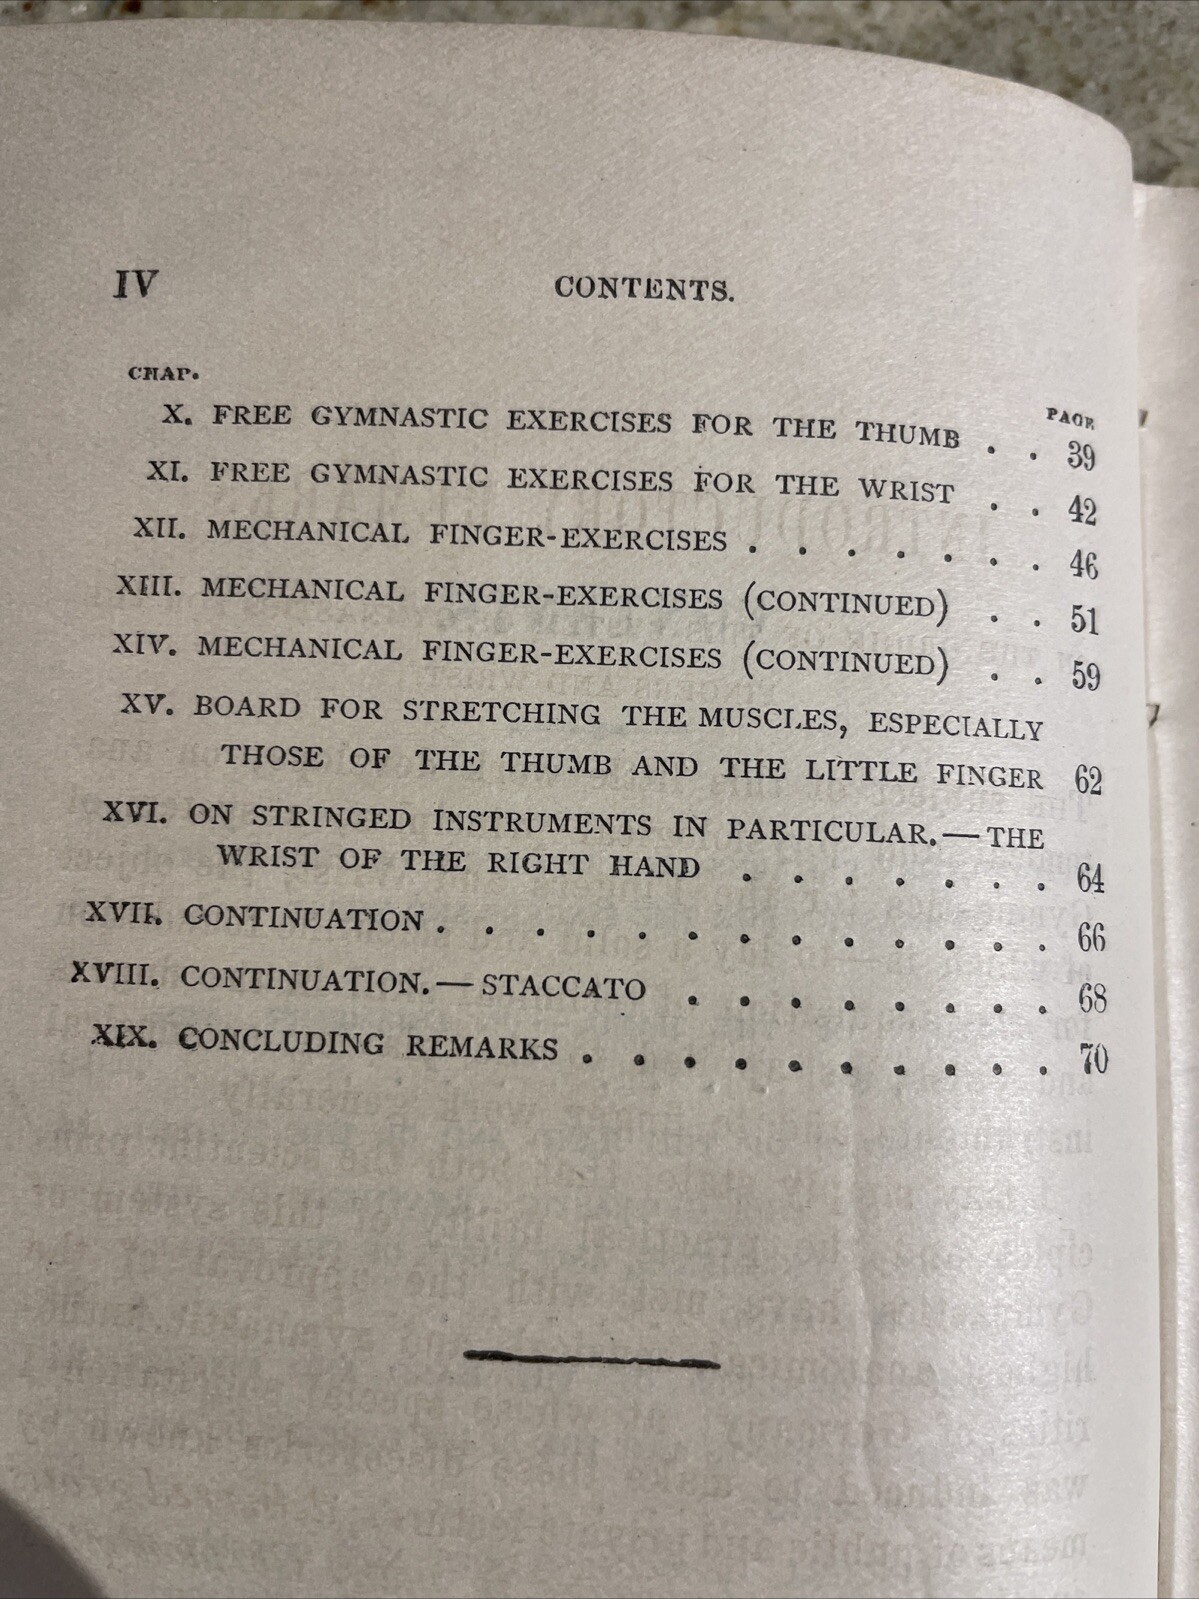 IV CONTENTS.
CHAP.
PAGE
X. FREE GYMNASTIC EXERCISES FOR THE THUMB . . 39
XI. FREE GYMNASTIC EXERCISES FOR THE WRIST . . 42
XII. MECHANICAL FINGER-EXERCISES . . . . . . . 46
XIII. MECHANICAL FINGER-EXERCISES (CONTINUED) . . 51
XIV. MECHANICAL FINGER-EXERCISES (CONTINUED) . . 59
XV. BOARD FOR STRETCHING THE MUSCLES, ESPECIALLY
THOSE OF THE THUMB AND THE LITTLE FINGER 62
XVI. ON STRINGED INSTRUMENTS IN PARTICULAR.—THE
WRIST OF THE RIGHT HAND . . . . . . . 64
XVII. CONTINUATION . . . . . . . . . . . . . 66
XVIII. CONTINUATION.—STACCATO . . . . . . . . 68
XIX. CONCLUDING REMARKS . . . . . . . . . . 70